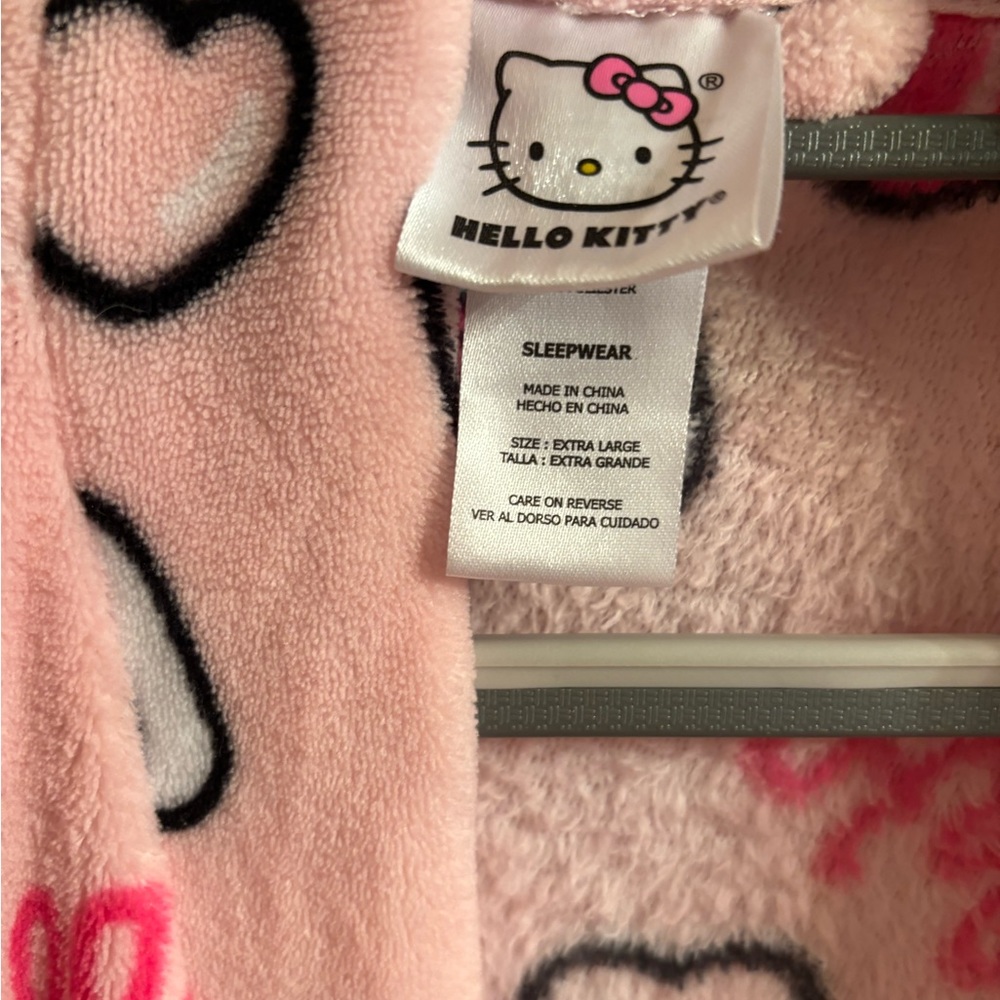 ®
HELLO KITTY®
SLEEPWEAR
MADE IN CHINA
HECHO EN CHINA
SIZE : EXTRA LARGE
TALLA : EXTRA GRANDE
CARE ON REVERSE
VER AL DORSO PARA CUIDADO